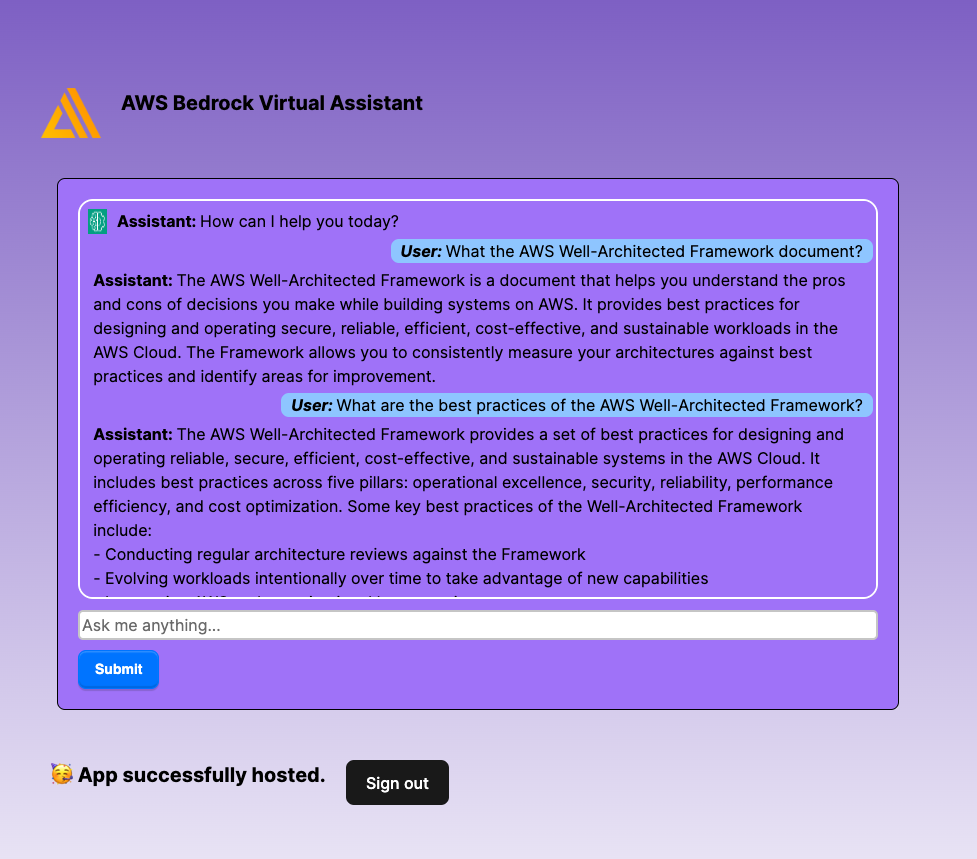 AWS Bedrock Virtual Assistant
Assistant: How can I help you today?
User: What the AWS Well-Architected Framework document?
Assistant: The AWS Well-Architected Framework is a document that helps you understand the pros
and cons of decisions you make while building systems on AWS. It provides best practices for
designing and operating secure, reliable, efficient, cost-effective, and sustainable workloads in the
AWS Cloud. The Framework allows you to consistently measure your architectures against best
practices and identify areas for improvement.
User: What are the best practices of the AWS Well-Architected Framework?
Assistant: The AWS Well-Architected Framework provides a set of best practices for designing and
operating reliable, secure, efficient, cost-effective, and sustainable systems in the AWS Cloud. It
includes best practices across five pillars: operational excellence, security, reliability, performance
efficiency, and cost optimization. Some key best practices of the Well-Architected Framework
include:
- Conducting regular architecture reviews against the Framework
- Evolving workloads intentionally over time to take advantage of new capabilities
Ask me anything...
Submit
🥳 App successfully hosted.
Sign out